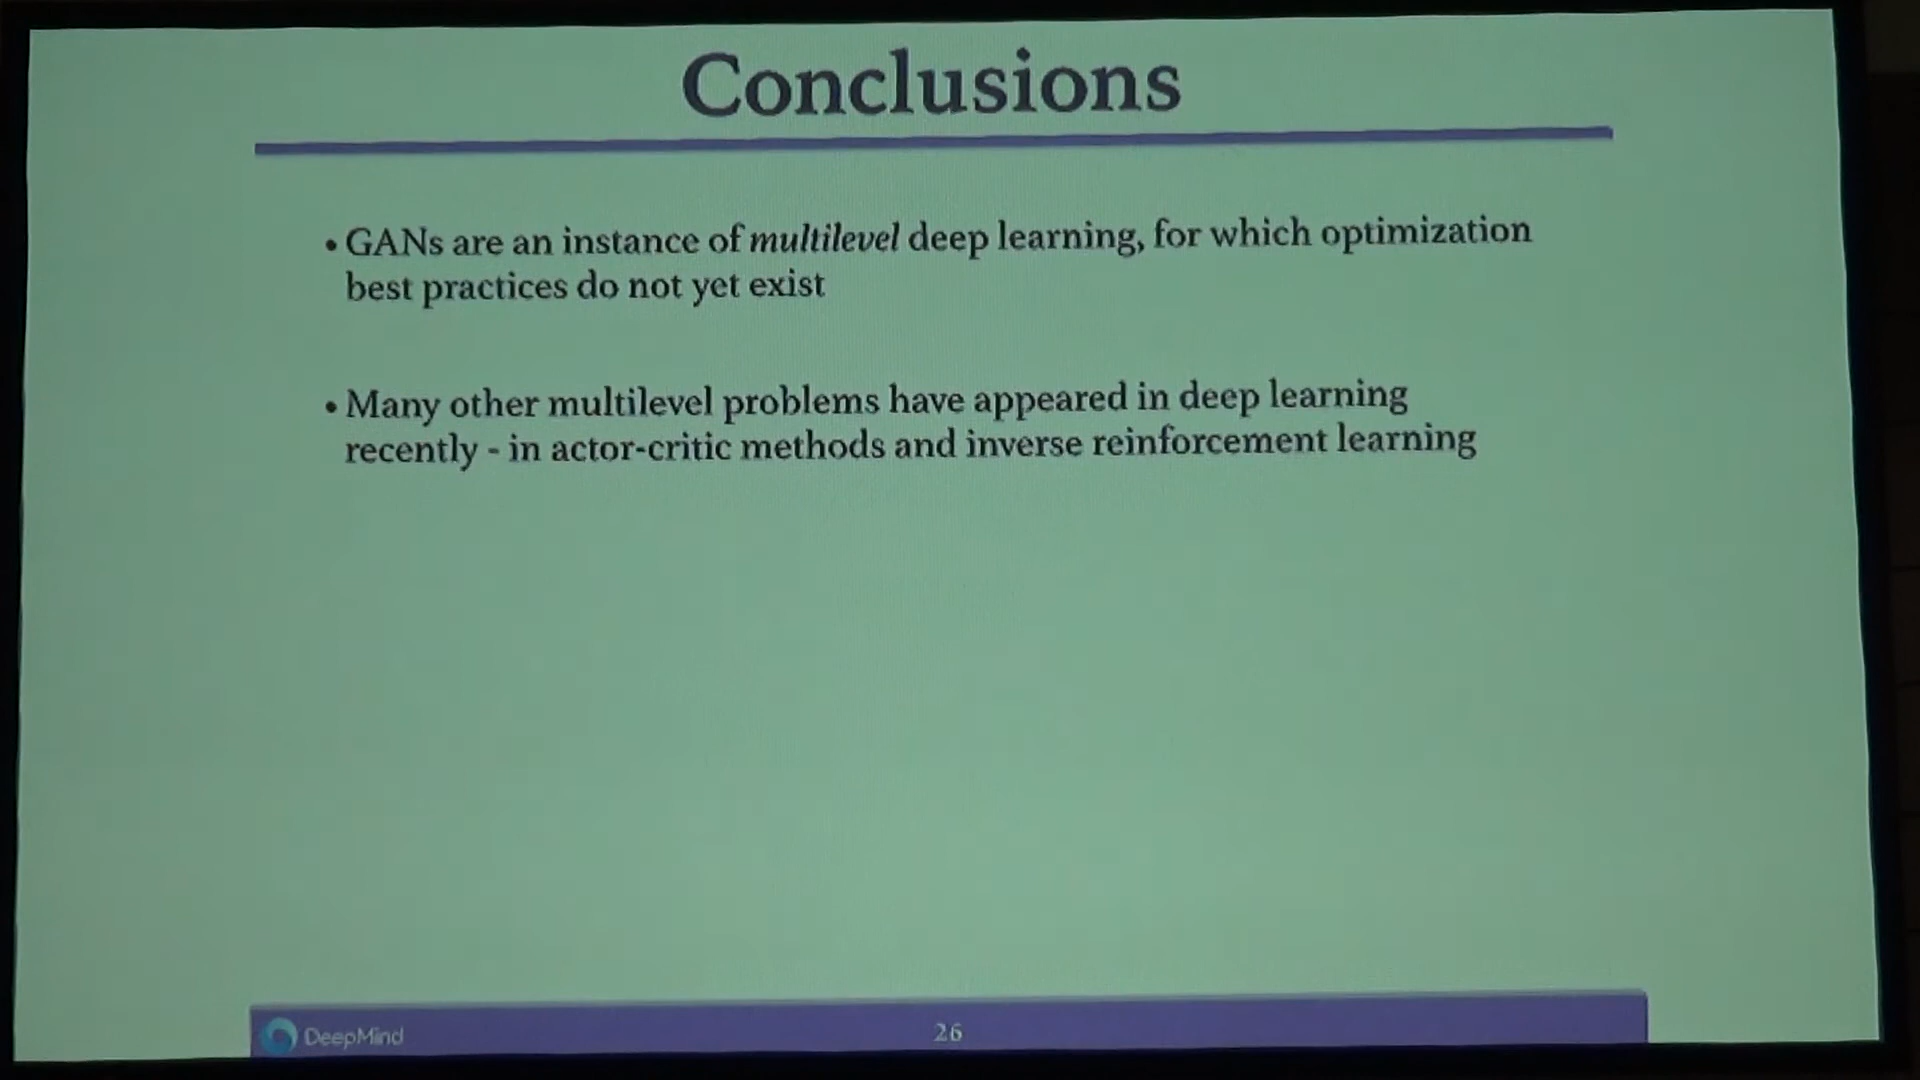 Conclusions
• GANs are an instance of multilevel deep learning, for which optimization
best practices do not yet exist
• Many other multilevel problems have appeared in deep learning
recently - in actor-critic methods and inverse reinforcement learning
DeepMind
26